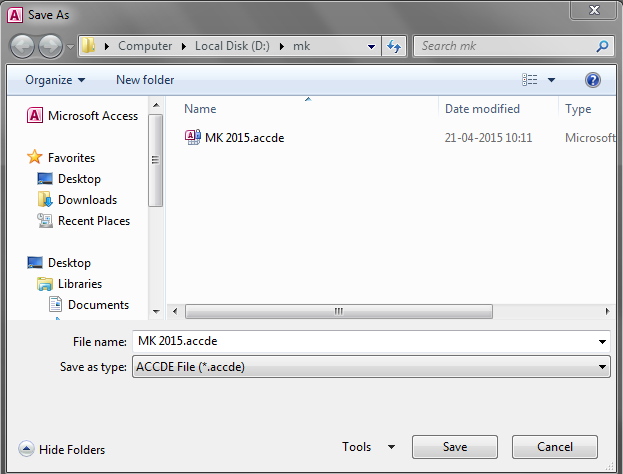 Save As
Computer Local Disk (D:) mk
Search mk
Organize New folder
Name Date modified Type
Microsoft Access
MK 2015.accde 21-04-2015 10:11 Microsoft
Favorites
Desktop
Downloads
Recent Places
Desktop
Libraries
Documents
File name: MK 2015.accde
Save as type: ACCDE File (*.accde)
Hide Folders Tools Save Cancel